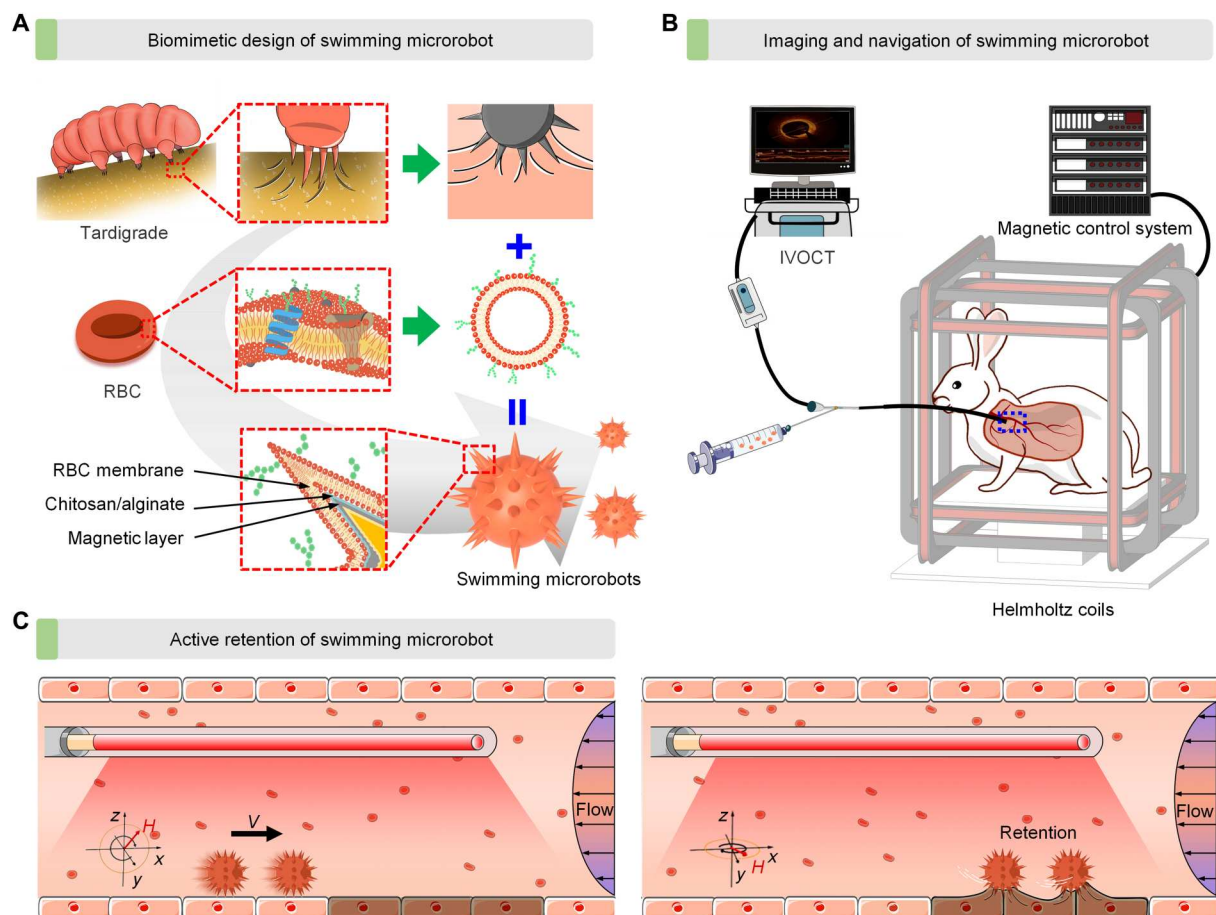 A
Biomimetic design of swimming microrobot
Tardigrade
RBC
RBC membrane
Chitosan/alginate
Magnetic layer
Swimming microrobots
B
Imaging and navigation of swimming microrobot
IVOCT
Magnetic control system
Helmholtz coils
C
Active retention of swimming microrobot
z
H
x
y
V
Flow
z
H
x
y
Retention
Flow